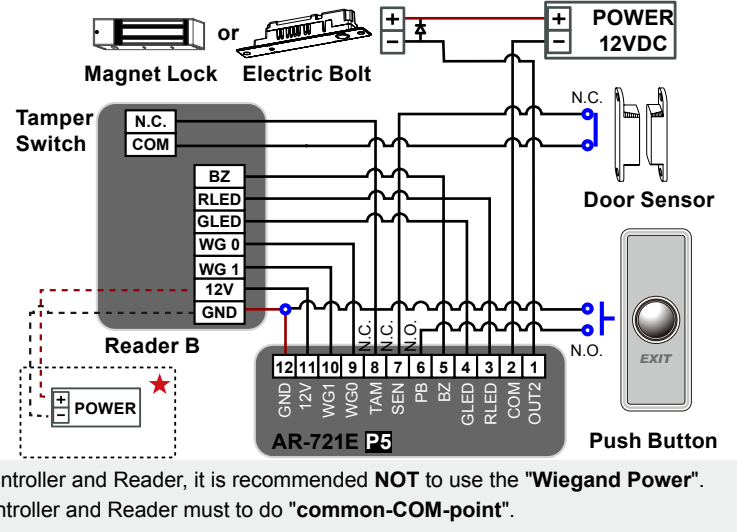 or
+
−
+
−
POWER
12VDC
Magnet Lock
Electric Bolt
Tamper
Switch
N.C.
COM
N.C.
Door Sensor
BZ
RLED
GLED
WG 0
WG 1
12V
GND
Reader B
N.C.
N.C.
N.O.
N.O.
12 11 10 9 8 7 6 5 4 3 2 1
GND 12V WG1 WG0 TAM SEN PB BZ GLED RLED COM OUT2
AR-721E P5
+
−
POWER
EXIT
Push Button
ntroller and Reader, it is recommended NOT to use the "Wiegand Power".
ntroller and Reader must to do "common-COM-point".